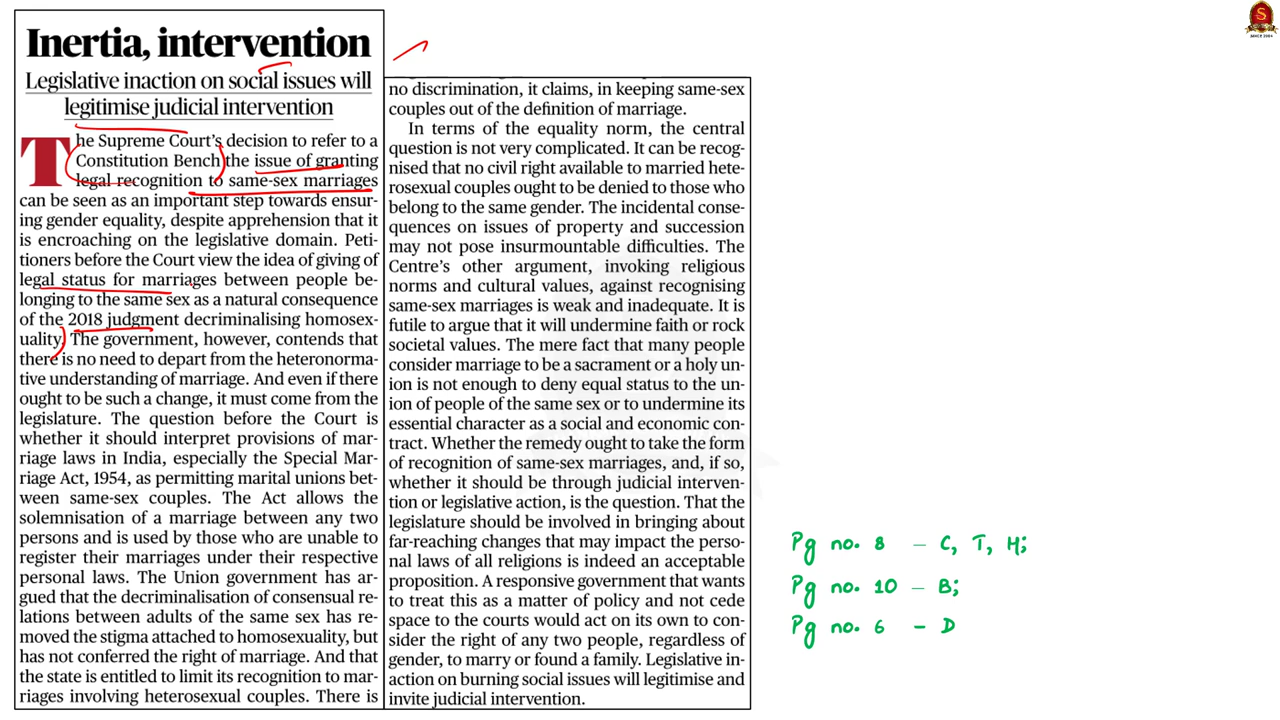 Inertia, intervention
Legislative inaction on social issues will
legitimise judicial intervention
The Supreme Court's decision to refer to a
Constitution Bench the issue of granting
legal recognition to same-sex marriages
can be seen as an important step towards ensur-
ing gender equality, despite apprehension that it
is encroaching on the legislative domain. Peti-
tioners before the Court view the idea of giving of
legal status for marriages between people be-
longing to the same sex as a natural consequence
of the 2018 judgment decriminalising homosex-
uality. The government, however, contends that
there is no need to depart from the heteronorma-
tive understanding of marriage. And even if there
ought to be such a change, it must come from the
legislature. The question before the Court is
whether it should interpret provisions of mar-
riage laws in India, especially the Special Mar-
riage Act, 1954, as permitting marital unions bet-
ween same-sex couples. The Act allows the
solemnisation of a marriage between any two
persons and is used by those who are unable to
register their marriages under their respective
personal laws. The Union government has ar-
gued that the decriminalisation of consensual re-
lations between adults of the same sex has re-
moved the stigma attached to homosexuality, but
has not conferred the right of marriage. And that
the state is entitled to limit its recognition to mar-
riages involving heterosexual couples. There is
no discrimination, it claims, in keeping same-sex
couples out of the definition of marriage.
In terms of the equality norm, the central
question is not very complicated. It can be recog-
nised that no civil right available to married hete-
rosexual couples ought to be denied to those who
belong to the same gender. The incidental conse-
quences on issues of property and succession
may not pose insurmountable difficulties. The
Centre's other argument, invoking religious
norms and cultural values, against recognising
same-sex marriages is weak and inadequate. It is
futile to argue that it will undermine faith or rock
societal values. The mere fact that many people
consider marriage to be a sacrament or a holy un-
ion is not enough to deny equal status to the un-
ion of people of the same sex or to undermine its
essential character as a social and economic con-
tract. Whether the remedy ought to take the form
of recognition of same-sex marriages, and, if so,
whether it should be through judicial interven-
tion or legislative action, is the question. That the
legislature should be involved in bringing about
far-reaching changes that may impact the perso-
nal laws of all religions is indeed an acceptable
proposition. A responsive government that wants
to treat this as a matter of policy and not cede
space to the courts would act on its own to con-
sider the right of any two people, regardless of
gender, to marry or found a family. Legislative in-
action on burning social issues will legitimise and
invite judicial intervention.
Pg no. 8 – C, T, H;
Pg no. 10 – B;
Pg no. 6 – D